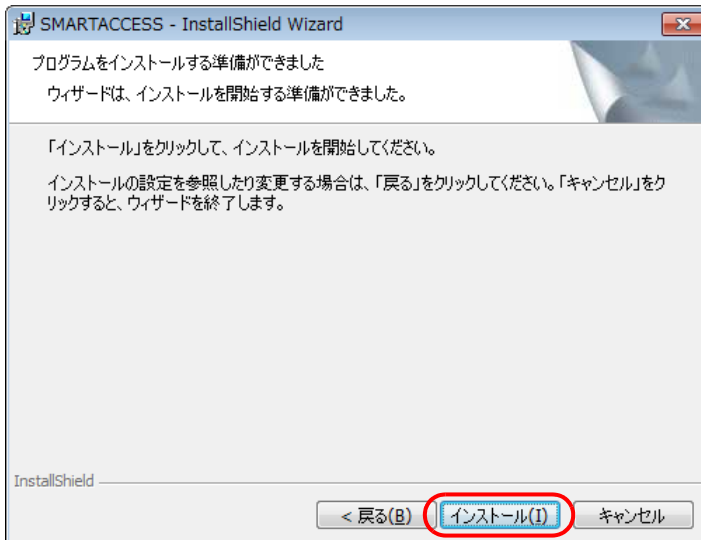 SMARTACCESS - InstallShield Wizard
プログラムをインストールする準備ができました
ウィザードは、インストールを開始する準備ができました。
「インストール」をクリックして、インストールを開始してください。
インストールの設定を参照したり変更する場合は、「戻る」をクリックしてください。「キャンセル」をク
リックすると、ウィザードを終了します。
InstallShield
< 戻る(B) インストール(I) キャンセル